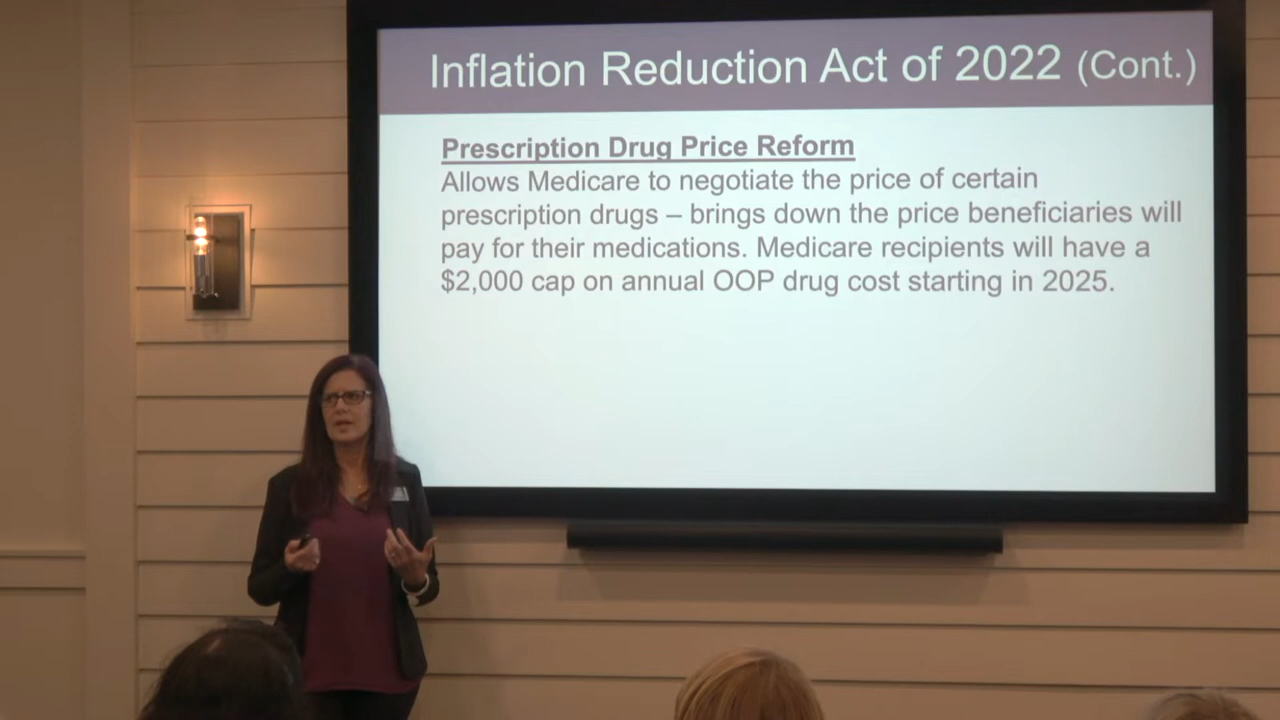 Inflation Reduction Act of 2022 (Cont.)
Prescription Drug Price Reform
Allows Medicare to negotiate the price of certain
prescription drugs – brings down the price beneficiaries will
pay for their medications. Medicare recipients will have a
$2,000 cap on annual OOP drug cost starting in 2025.